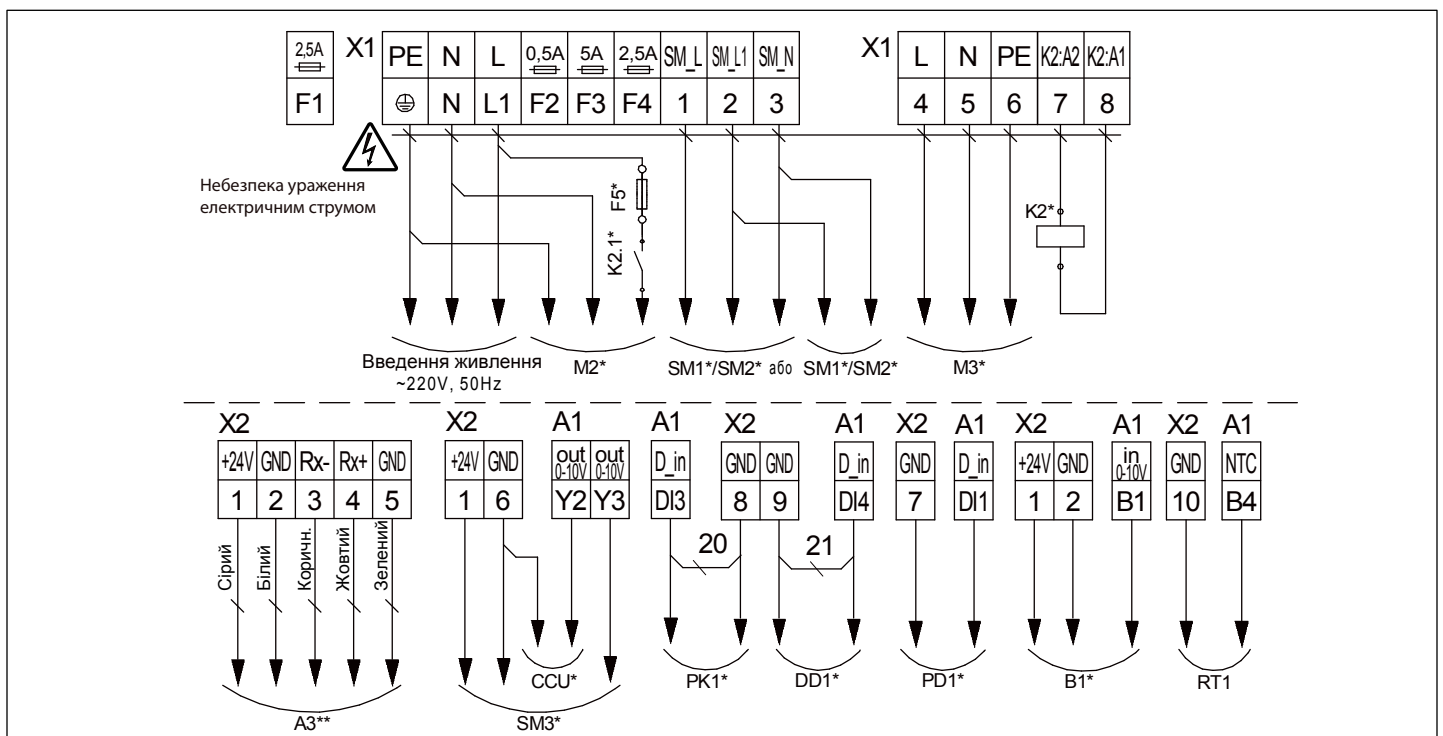 2,5A X1 PE N L 0,5A 5A 2,5A SM_L SM_L1 SM_N X1 L N PE K2:A2 K2:A1
F1 N L1 F2 F3 F4 1 2 3 4 5 6 7 8
Небезпека ураження
електричним струмом
F5*
K2.1*
K2*
Введення живлення
~220V, 50Hz
M2*
SM1*/SM2* або SM1*/SM2*
M3*
X2 X2 A1 A1 X2 A1 X2 A1 X2 A1 X2 A1
+24V GND Rx- Rx+ GND +24V GND out 0-10V out 0-10V D_in GND GND D_in GND D_in +24V GND in 0-10V GND NTC
1 2 3 4 5 1 6 Y2 Y3 DI3 8 9 DI4 7 DI1 1 2 B1 10 B4
Сірий
Білий
Коричн.
Жовтий
Зелений
20 21
CCU* PK1* DD1* PD1* B1* RT1
A3** SM3*